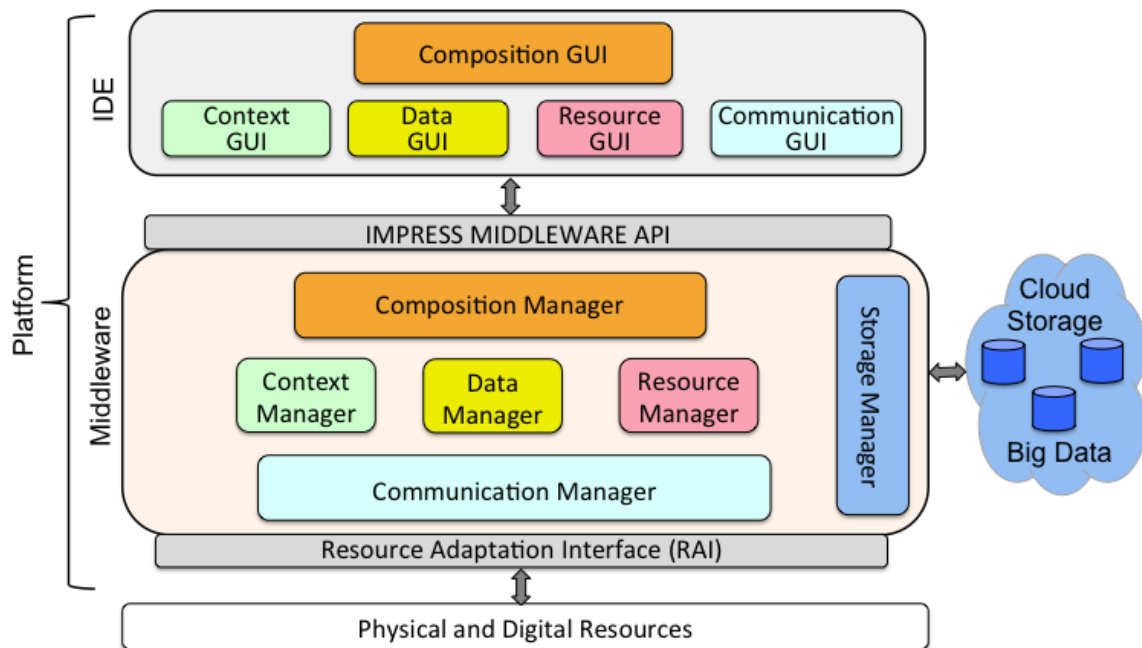 Platform
IDE
Composition GUI
Context
GUI
Data
GUI
Resource
GUI
Communication
GUI
IMPRESS MIDDLEWARE API
Middleware
Composition Manager
Context
Manager
Data
Manager
Resource
Manager
Communication Manager
Storage Manager
Cloud
Storage
Big Data
Resource Adaptation Interface (RAI)
Physical and Digital Resources